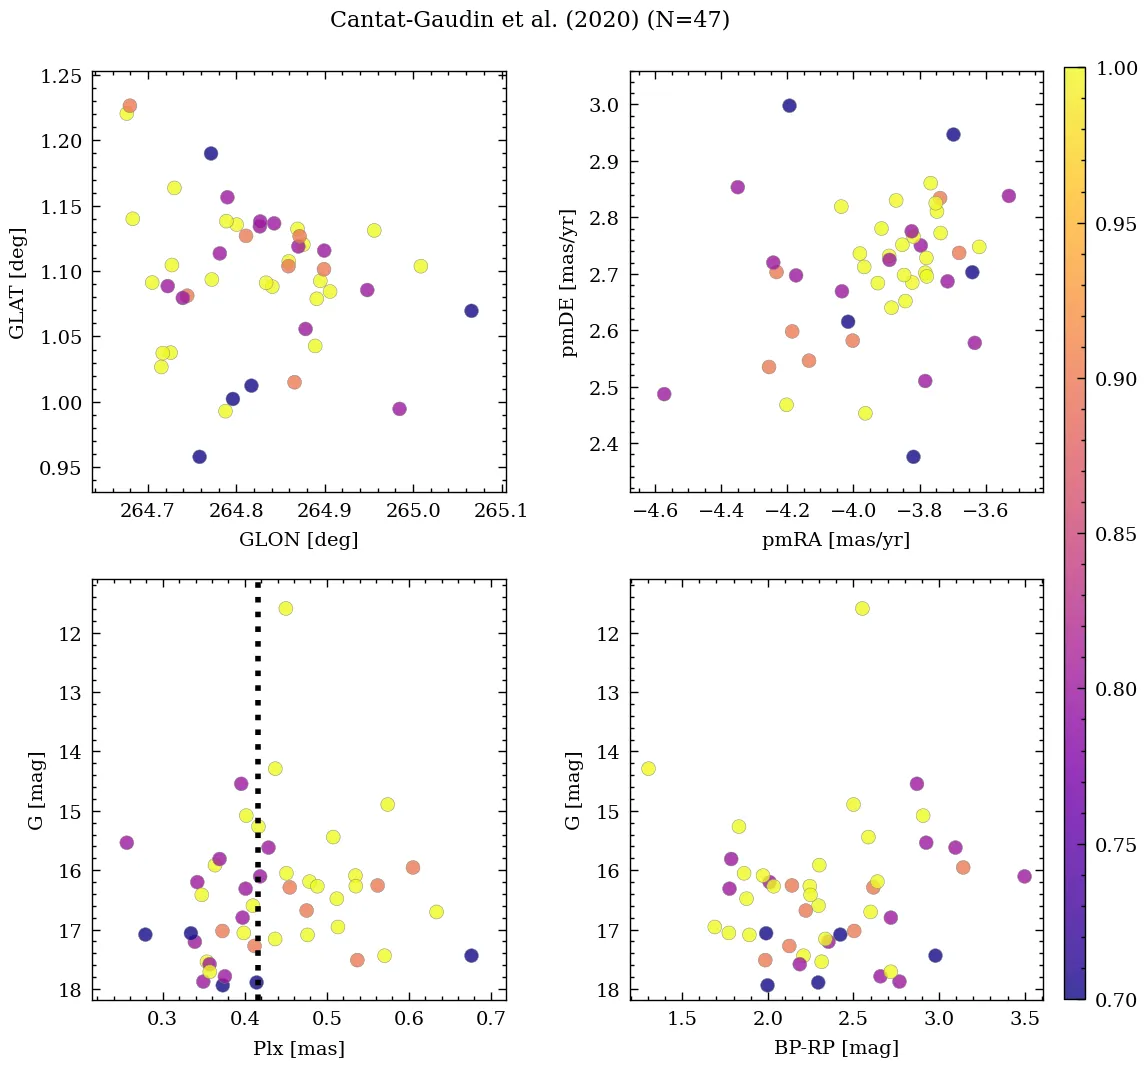 Cantat-Gaudin et al. (2020) (N=47)
1.25
1.20
1.15
1.10
1.05
1.00
0.95
GLAT [deg]
264.7 264.8 264.9 265.0 265.1
GLON [deg]
3.0
2.9
2.8
2.7
2.6
2.5
2.4
pmDE [mas/yr]
−4.6 −4.4 −4.2 −4.0 −3.8 −3.6
pmRA [mas/yr]
12
13
14
15
16
17
18
G [mag]
0.3 0.4 0.5 0.6 0.7
Plx [mas]
12
13
14
15
16
17
18
G [mag]
1.5 2.0 2.5 3.0 3.5
BP-RP [mag]
1.00
0.95
0.90
0.85
0.80
0.75
0.70